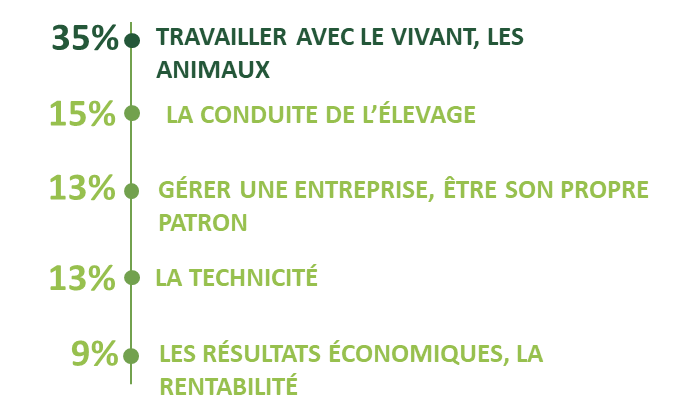 35% TRAVAILLER AVEC LE VIVANT, LES
ANIMAUX
15% LA CONDUITE DE L’ÉLEVAGE
13% GÉRER UNE ENTREPRISE, ÊTRE SON PROPRE
PATRON
13% LA TECHNICITÉ
9% LES RÉSULTATS ÉCONOMIQUES, LA
RENTABILITÉ